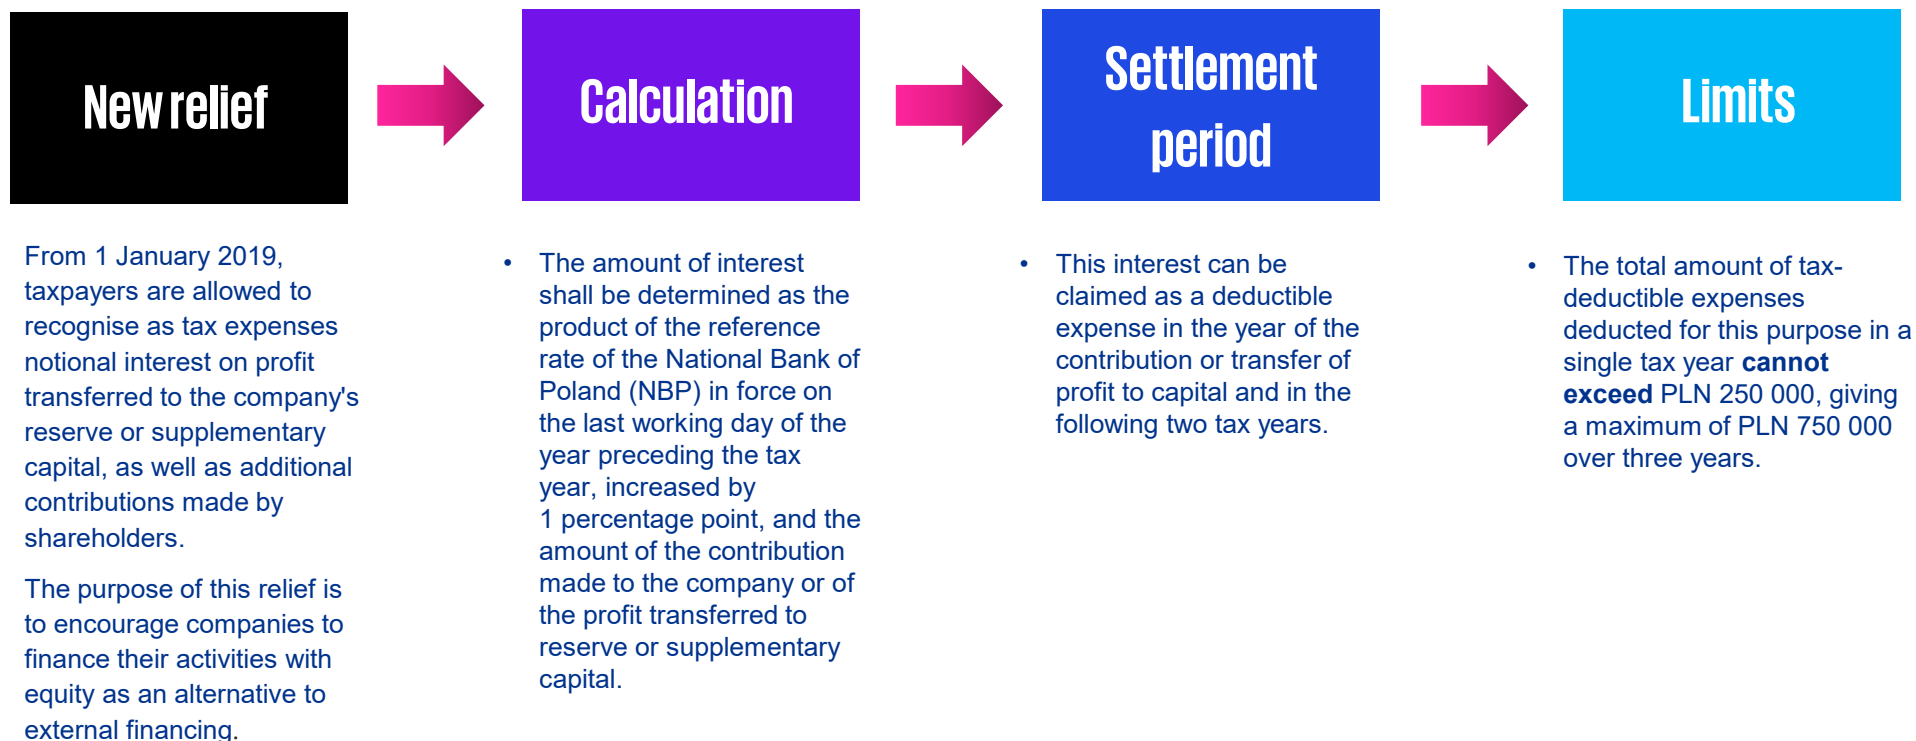 New relief
From 1 January 2019,
taxpayers are allowed to
recognise as tax expenses
notional interest on profit
transferred to the company's
reserve or supplementary
capital, as well as additional
contributions made by
shareholders.
The purpose of this relief is
to encourage companies to
finance their activities with
equity as an alternative to
external financing.
Calculation
• The amount of interest
shall be determined as the
product of the reference
rate of the National Bank of
Poland (NBP) in force on
the last working day of the
year preceding the tax
year, increased by
1 percentage point, and the
amount of the contribution
made to the company or of
the profit transferred to
reserve or supplementary
capital.
Settlement
period
• This interest can be
claimed as a deductible
expense in the year of the
contribution or transfer of
profit to capital and in the
following two tax years.
Limits
• The total amount of tax-
deductible expenses
deducted for this purpose in a
single tax year cannot
exceed PLN 250 000, giving
a maximum of PLN 750 000
over three years.